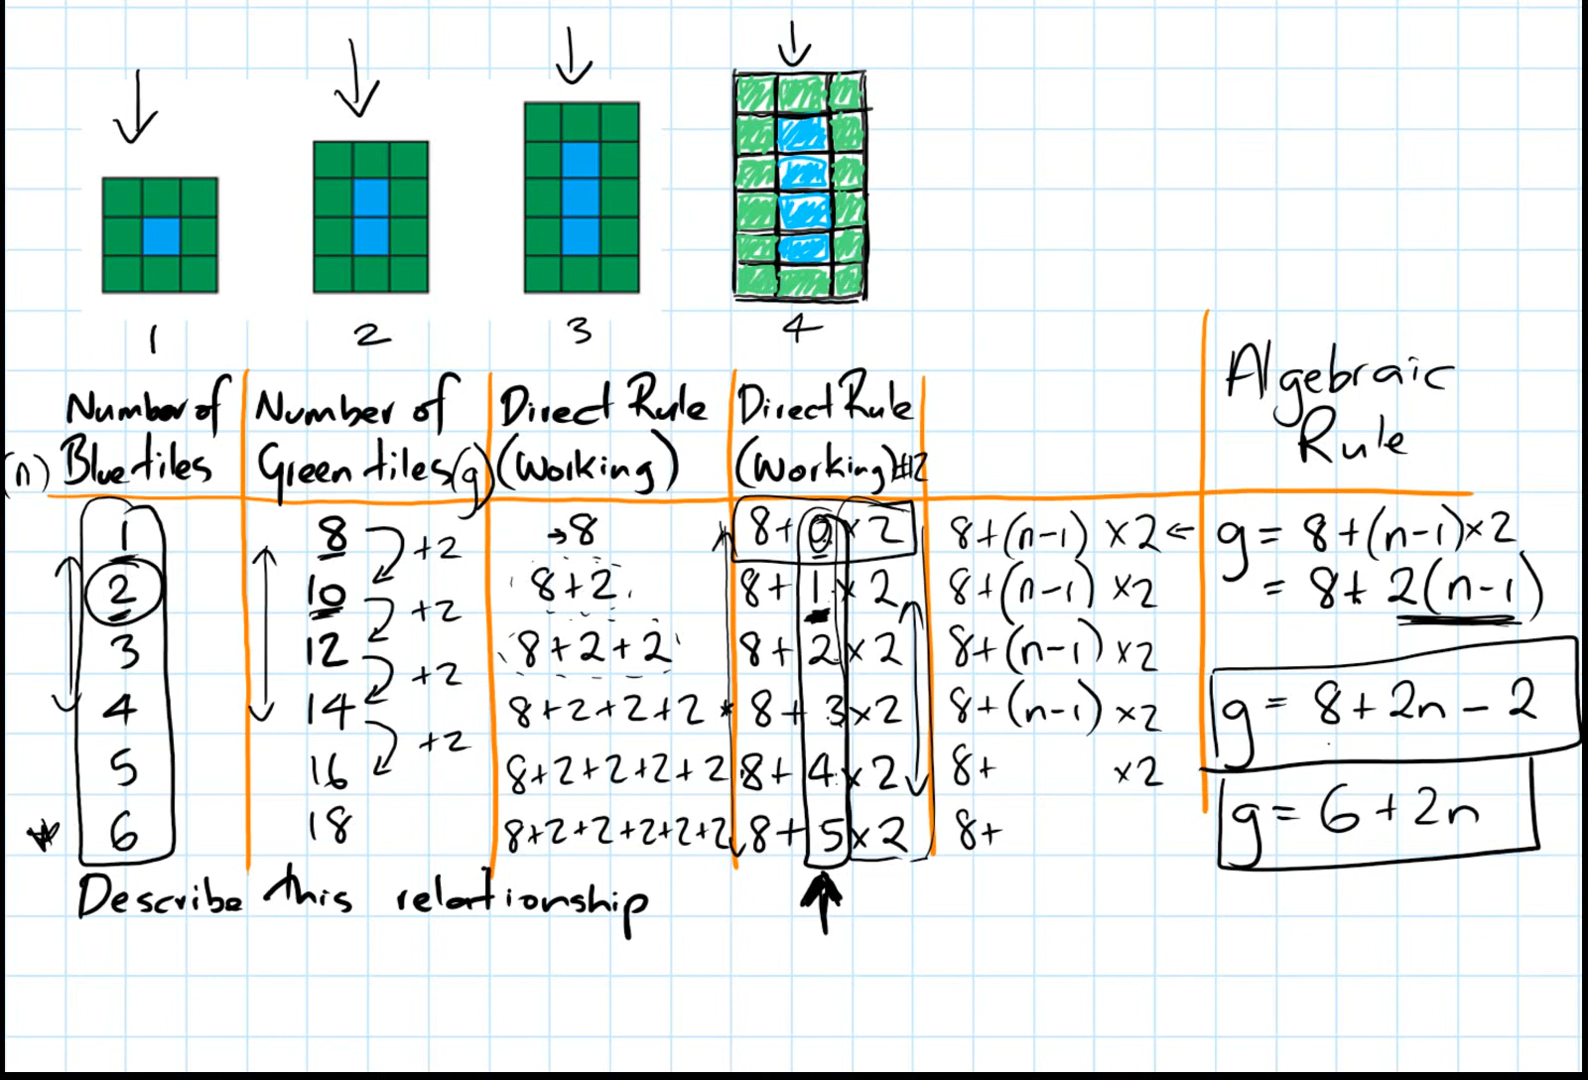 1 2 3 4
Number of Number of Direct Rule Direct Rule Algebraic
(n) Blue tiles Green tiles (g) (Working) (Working) #2 Rule
1 8 +2 →8 8+0×2 8+(n-1) ×2 ← g = 8+(n-1)×2
2 10 +2 8+2 8+1×2 8+(n-1) ×2 = 8+ 2(n-1)
3 12 +2 8+2+2 8+2×2 8+(n-1) ×2
4 14 +2 8+2+2+2 * 8+3×2 8+(n-1) ×2 g = 8+2n-2
5 16 8+2+2+2+2 8+4×2 8+ ×2
* 6 18 8+2+2+2+2+2 8+5×2 8+ g = 6+2n
Describe this relationship